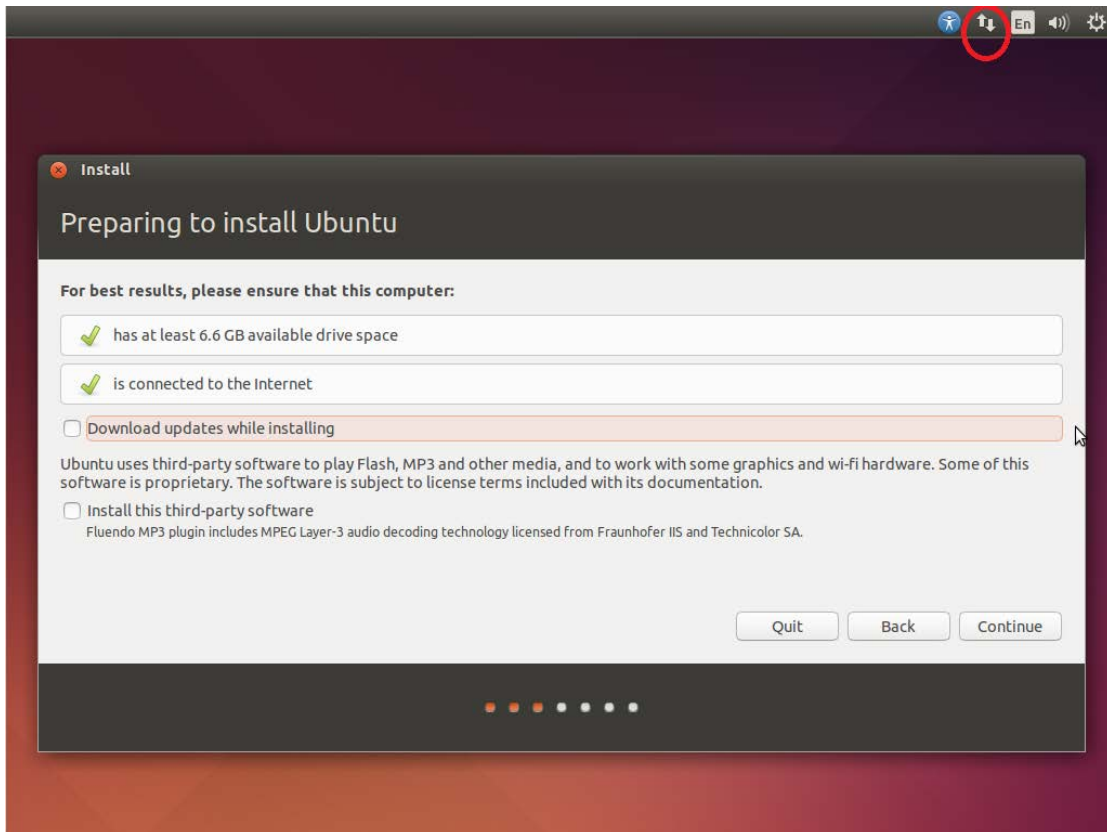 En
Install
Preparing to install Ubuntu
For best results, please ensure that this computer:
has at least 6.6 GB available drive space
is connected to the Internet
Download updates while installing
Ubuntu uses third-party software to play Flash, MP3 and other media, and to work with some graphics and wi-fi hardware. Some of this
software is proprietary. The software is subject to license terms included with its documentation.
Install this third-party software
Fluendo MP3 plugin includes MPEG Layer-3 audio decoding technology licensed from Fraunhofer IIS and Technicolor SA.
Quit Back Continue